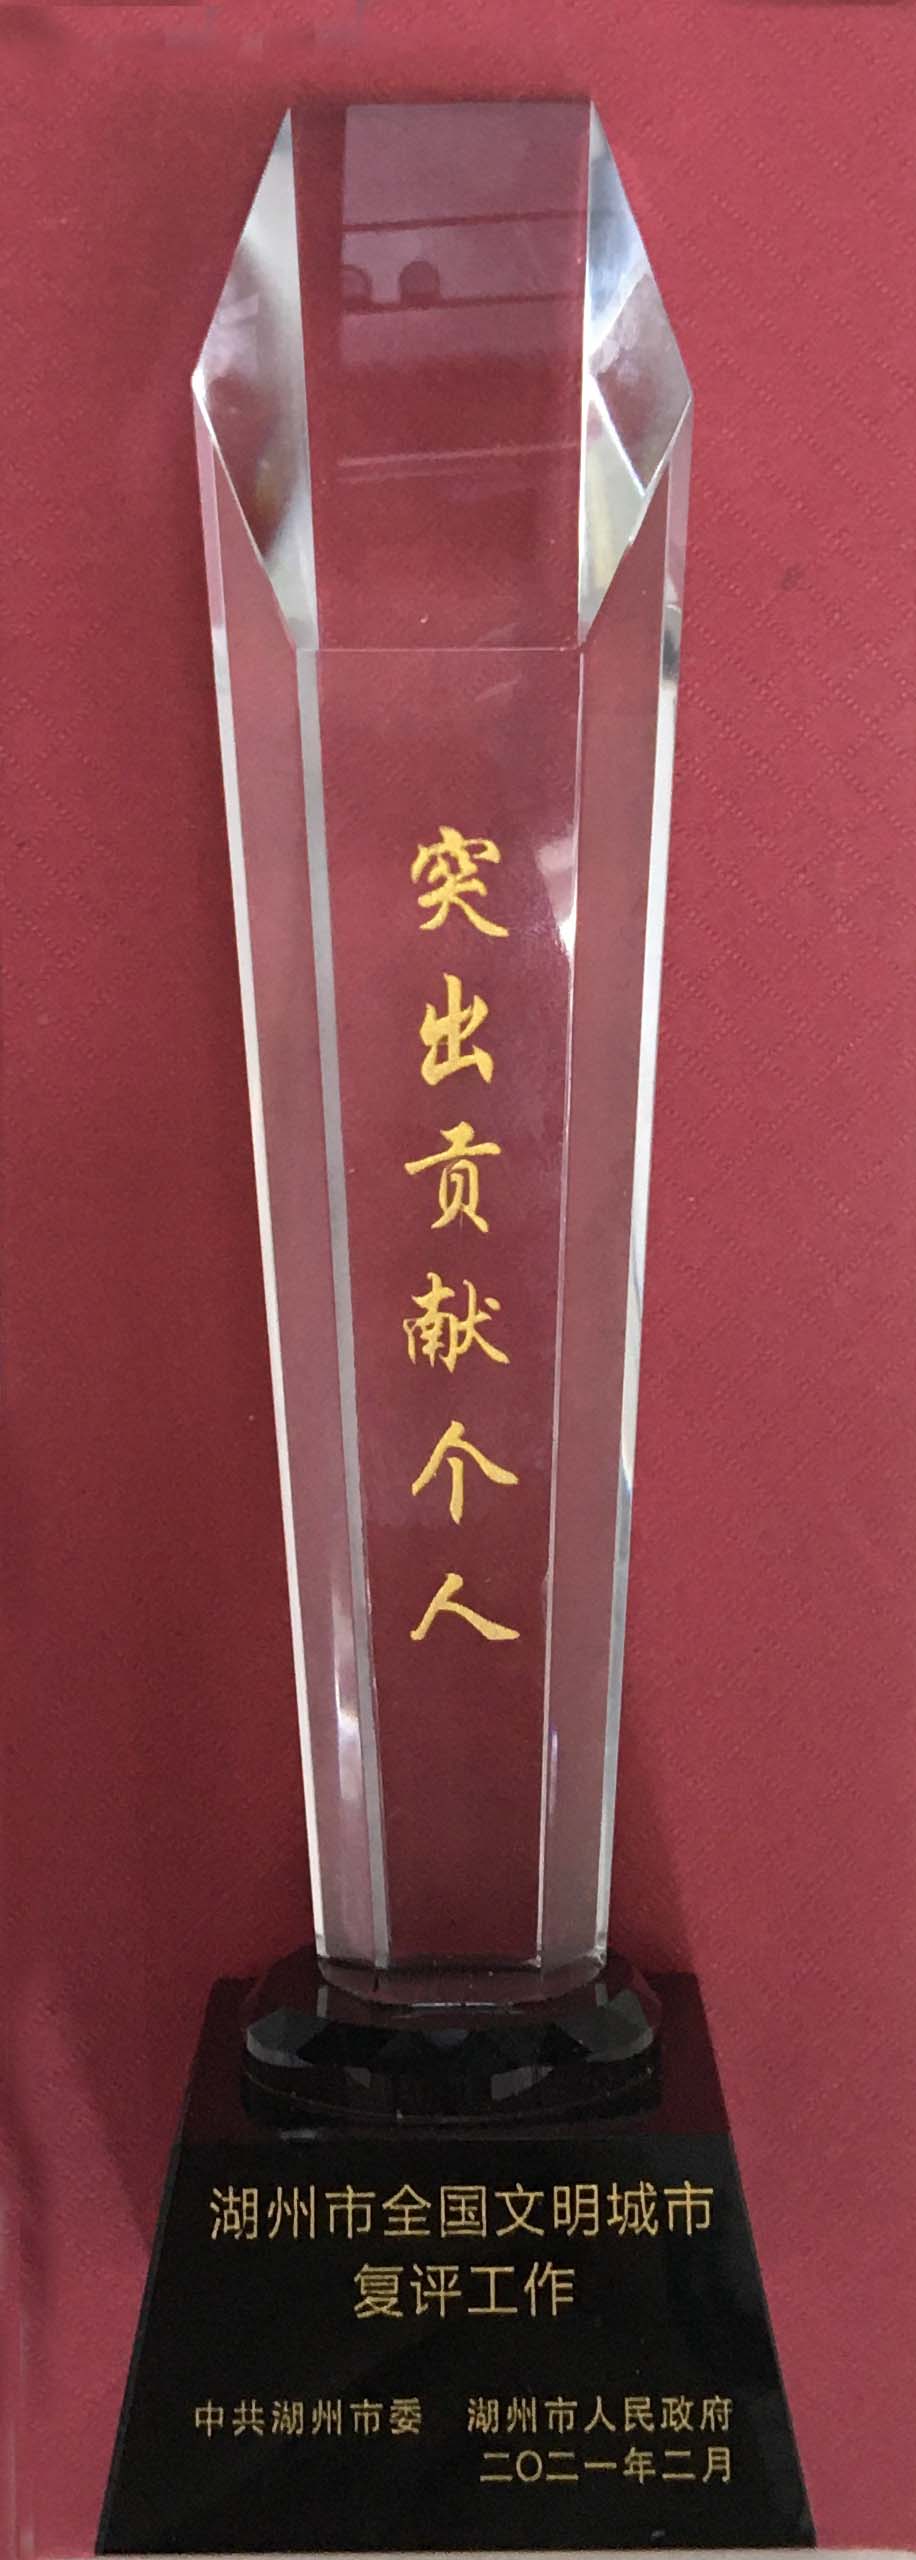 突出贡献个人
湖州市全国文明城市
复评工作
中共湖州市委 湖州市人民政府
二〇二一年二月